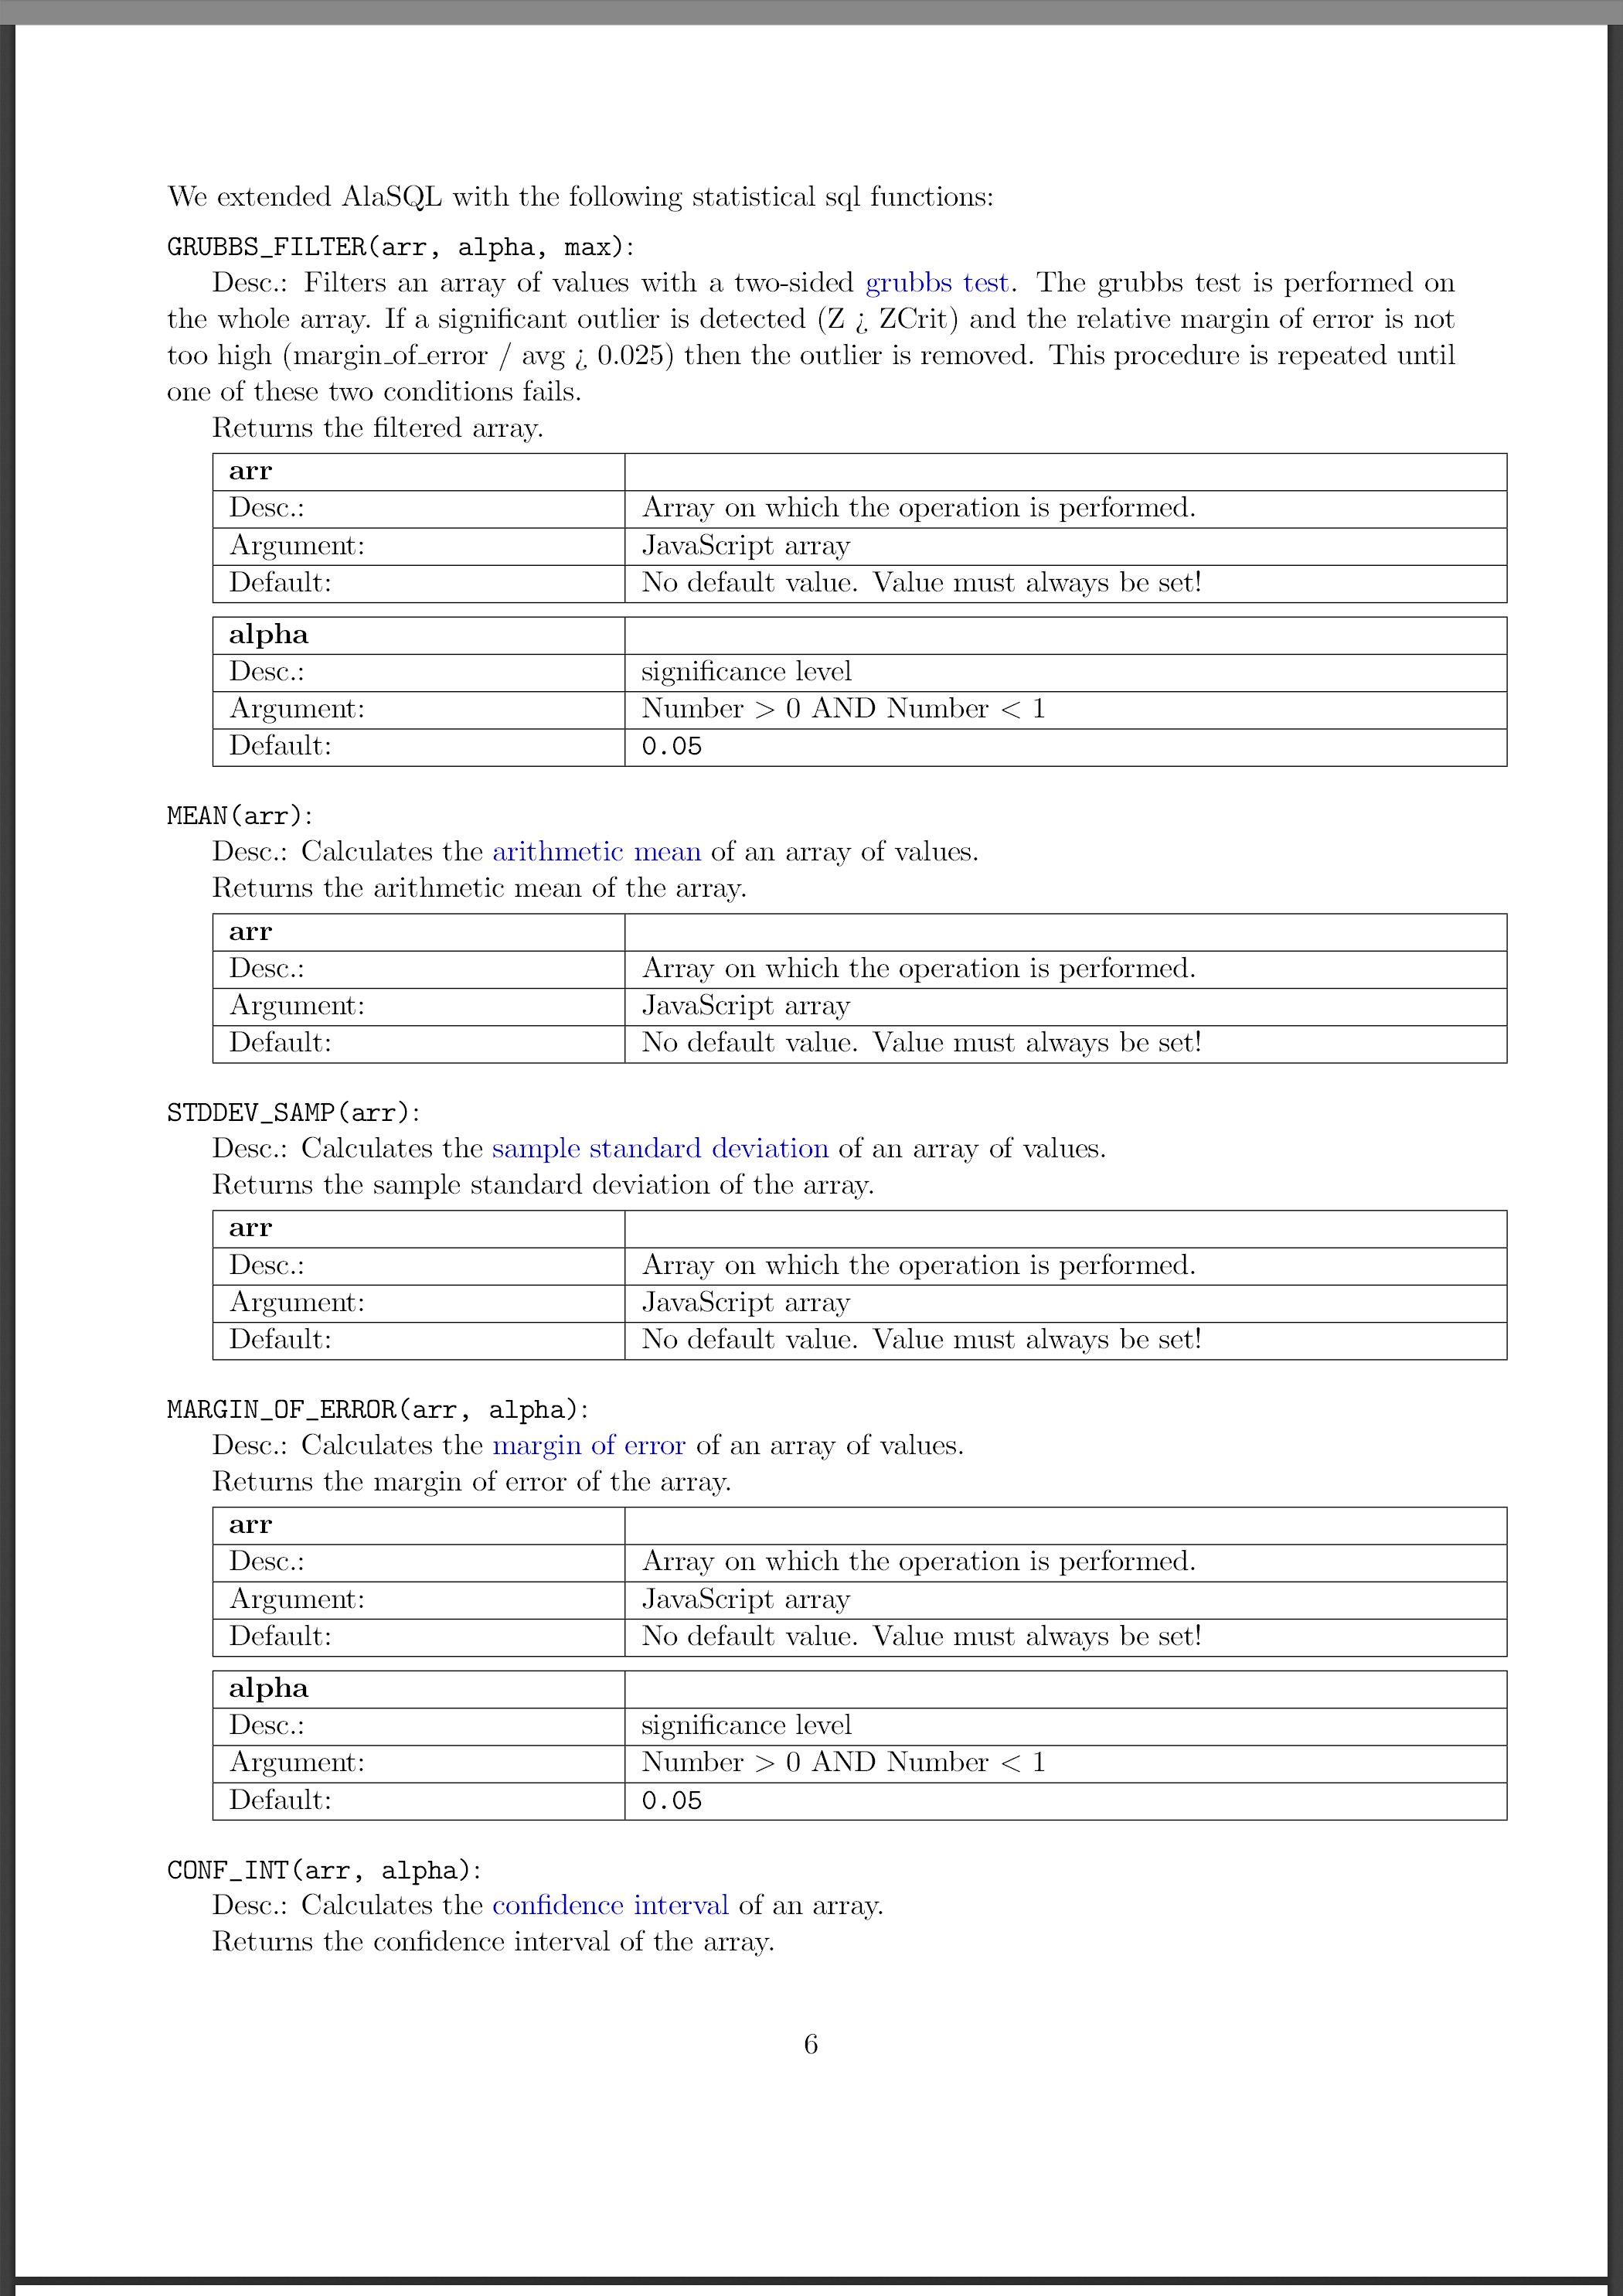 We extended AlaSQL with the following statistical sql functions:
GRUBBS_FILTER(arr, alpha, max):
Desc.: Filters an array of values with a two-sided grubbs test. The grubbs test is performed on
the whole array. If a significant outlier is detected (Z ¿ ZCrit) and the relative margin of error is not
too high (margin_of_error / avg ¿ 0.025) then the outlier is removed. This procedure is repeated until
one of these two conditions fails.
Returns the filtered array.
arr
Desc.: Array on which the operation is performed.
Argument: JavaScript array
Default: No default value. Value must always be set!
alpha
Desc.: significance level
Argument: Number > 0 AND Number < 1
Default: 0.05
MEAN(arr):
Desc.: Calculates the arithmetic mean of an array of values.
Returns the arithmetic mean of the array.
arr
Desc.: Array on which the operation is performed.
Argument: JavaScript array
Default: No default value. Value must always be set!
STDDEV_SAMP(arr):
Desc.: Calculates the sample standard deviation of an array of values.
Returns the sample standard deviation of the array.
arr
Desc.: Array on which the operation is performed.
Argument: JavaScript array
Default: No default value. Value must always be set!
MARGIN_OF_ERROR(arr, alpha):
Desc.: Calculates the margin of error of an array of values.
Returns the margin of error of the array.
arr
Desc.: Array on which the operation is performed.
Argument: JavaScript array
Default: No default value. Value must always be set!
alpha
Desc.: significance level
Argument: Number > 0 AND Number < 1
Default: 0.05
CONF_INT(arr, alpha):
Desc.: Calculates the confidence interval of an array.
Returns the confidence interval of the array.
6